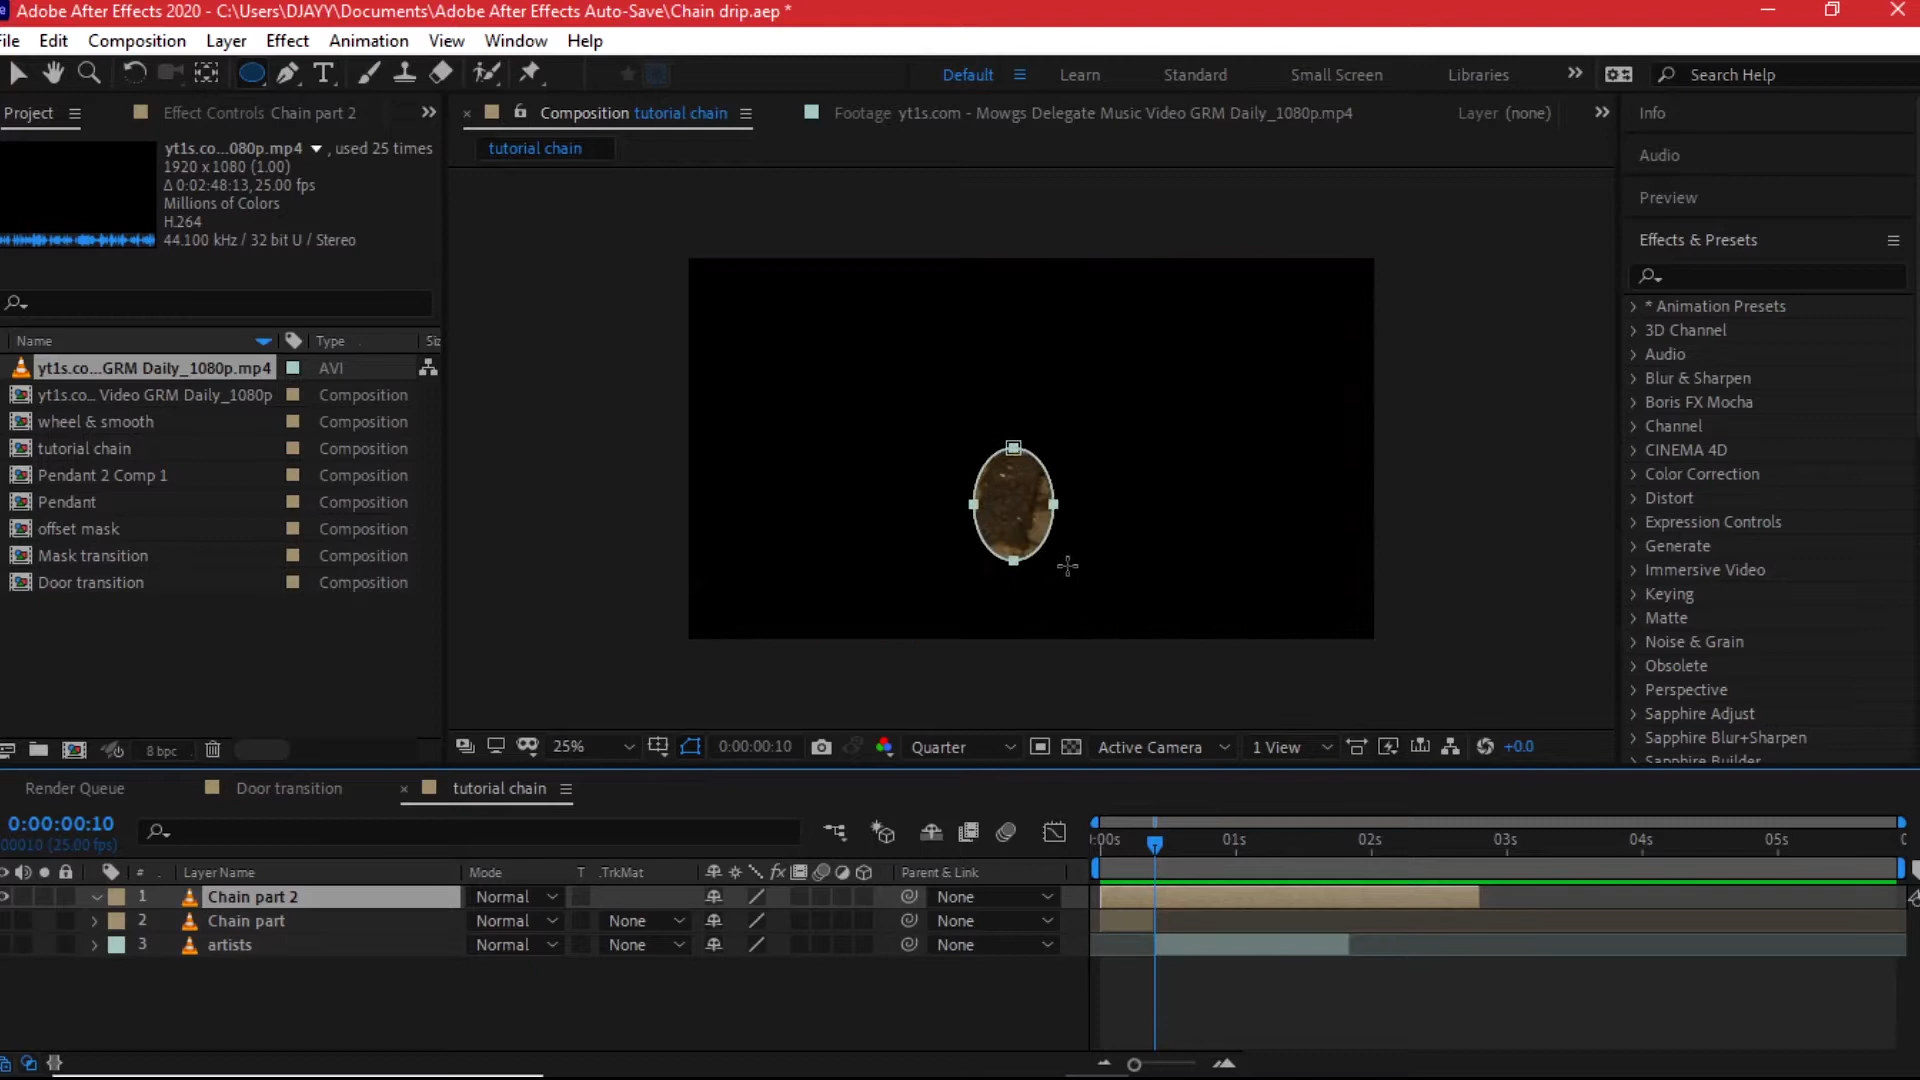 Adobe After Effects 2020 - C:\Users\DJAYY\Documents\Adobe After Effects Auto-Save\Chain drip.aep *
File Edit Composition Layer Effect Animation View Window Help
Default Learn Standard Small Screen Libraries Search Help
Project Effect Controls Chain part 2 Composition tutorial chain Footage yt1s.com - Mowgs Delegate Music Video GRM Daily_1080p.mp4 Layer (none) Info
tutorial chain
yt1s.co...080p.mp4 , used 25 times
1920 x 1080 (1.00)
Δ 0:02:48:13, 25.00 fps
Millions of Colors
H.264
44.100 kHz / 32 bit U / Stereo
Audio
Preview
Effects & Presets
* Animation Presets
3D Channel
Audio
Blur & Sharpen
Boris FX Mocha
Channel
CINEMA 4D
Color Correction
Distort
Expression Controls
Generate
Immersive Video
Keying
Matte
Noise & Grain
Obsolete
Perspective
Sapphire Adjust
Sapphire Blur+Sharpen
Sapphire Builder
Name Type Siz
yt1s.co...GRM Daily_1080p.mp4 AVI
yt1s.co... Video GRM Daily_1080p Composition
wheel & smooth Composition
tutorial chain Composition
Pendant 2 Comp 1 Composition
Pendant Composition
offset mask Composition
Mask transition Composition
Door transition Composition
8 bpc
25% 0:00:00:10 Quarter Active Camera 1 View +0.0
Render Queue Door transition tutorial chain
0:00:00:10
00010 (25.00 fps)
:00s 01s 02s 03s 04s 05s
# Layer Name Mode T .TrkMat fx Parent & Link
1 Chain part 2 Normal None
2 Chain part Normal None None
3 artists Normal None None